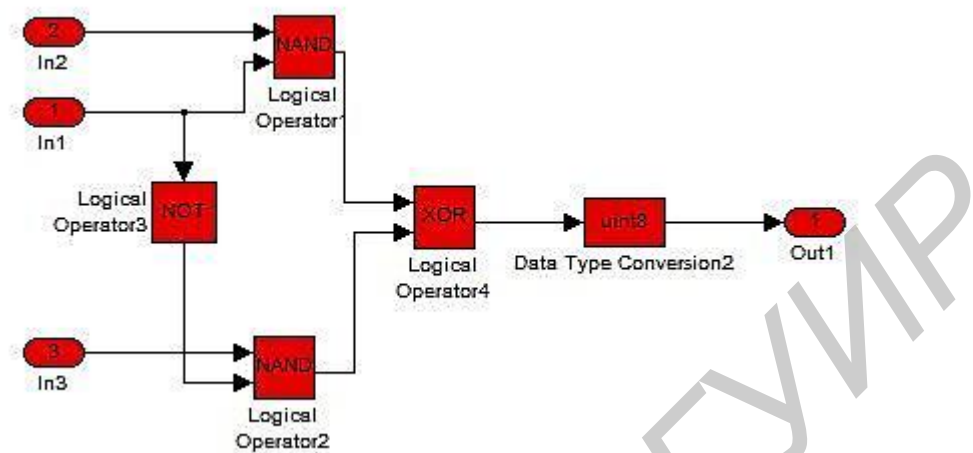 2
In2
NAND
Logical
Operator1
1
In1
Logical
Operator3
NOT
XOR
Logical
Operator4
uint8
Data Type Conversion2
1
Out1
3
In3
NAND
Logical
Operator2
ГУИР